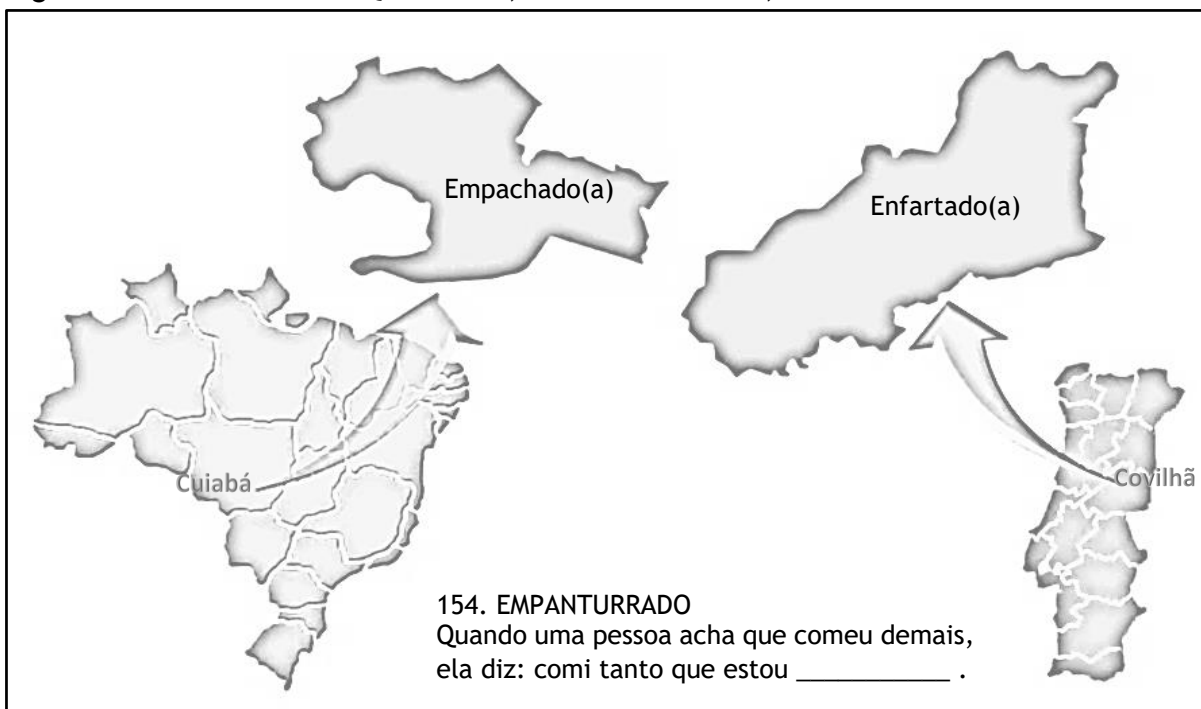 Empachado(a)
Enfartado(a)
Cuiabá
Covilhã
154. EMPANTURRADO
Quando uma pessoa acha que comeu demais,
ela diz: comi tanto que estou ___________ .